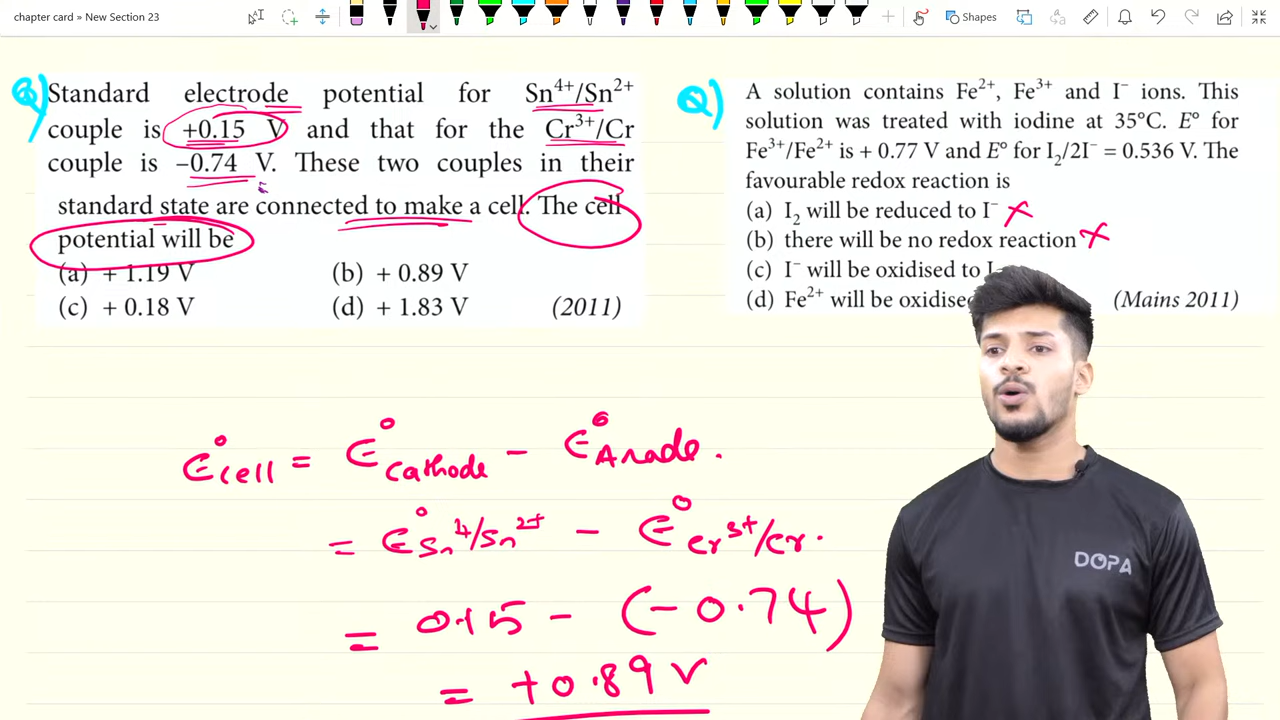 chapter card » New Section 23
Shapes
Q) Standard electrode potential for Sn⁴⁺/Sn²⁺
couple is +0.15 V and that for the Cr³⁺/Cr
couple is −0.74 V. These two couples in their
standard state are connected to make a cell. The cell
potential will be
(a) + 1.19 V (b) + 0.89 V
(c) + 0.18 V (d) + 1.83 V (2011)
Q) A solution contains Fe²⁺, Fe³⁺ and I⁻ ions. This
solution was treated with iodine at 35°C. E° for
Fe³⁺/Fe²⁺ is + 0.77 V and E° for I₂/2I⁻ = 0.536 V. The
favourable redox reaction is
(a) I₂ will be reduced to I⁻ ×
(b) there will be no redox reaction ×
(c) I⁻ will be oxidised to I
(d) Fe²⁺ will be oxidise (Mains 2011)
E°cell = E°Cathode − E°Anade.
= E°Sn⁴/Sn²⁺ − E°Cr³⁺/Cr.
= 0.15 − (−0.74)
= +0.89 V
DOPA